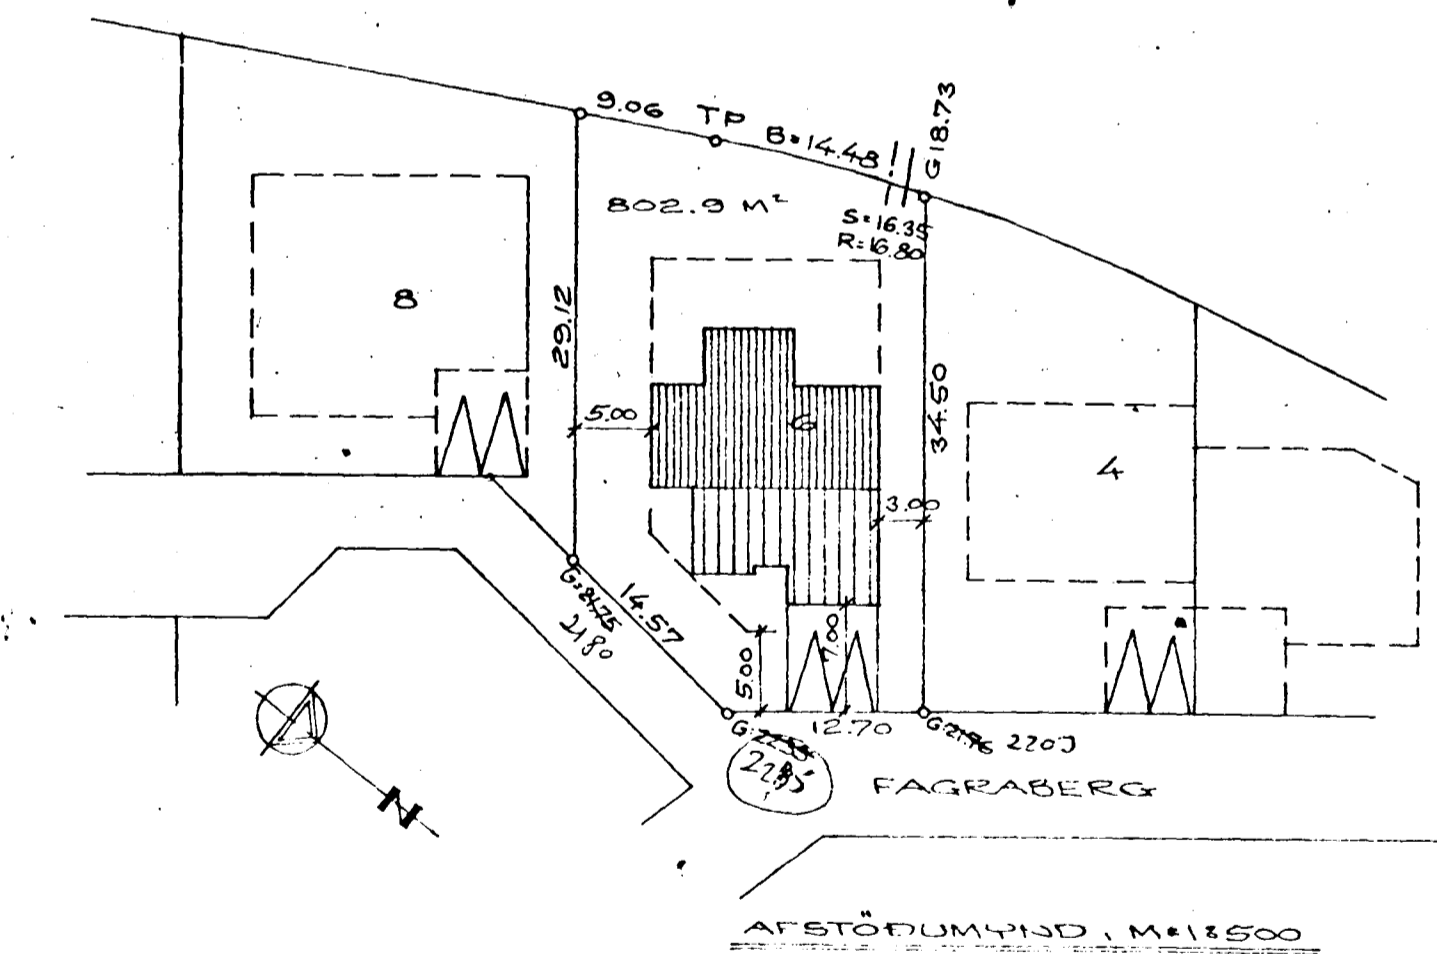 9.06 TP B=14.48
G18.73
802.9 M²
S=16.35
R=16.80
8
29.12
5.00
6
34.50
4
3.00
14.57
2180
7.00
5.00
12.70
FAGRABERG
N
AFSTÖÐUMYND, M=1:500